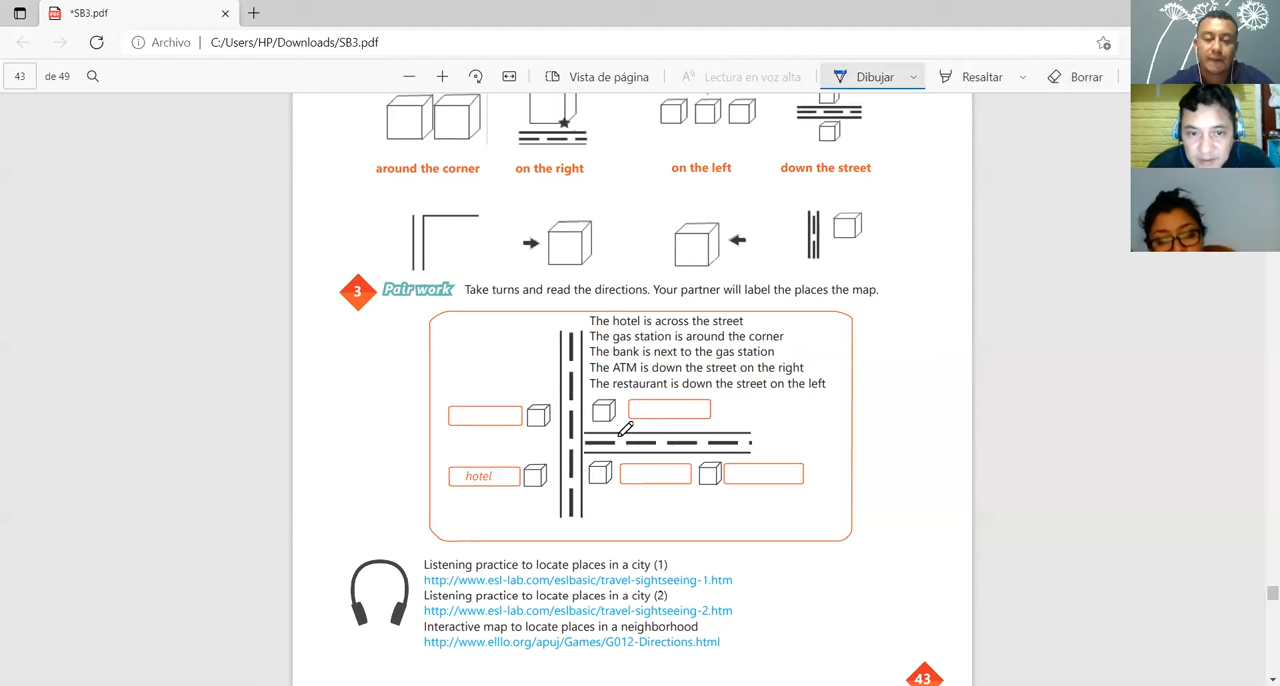 *SB3.pdf
Archivo
C:/Users/HP/Downloads/SB3.pdf
43
de 49
Vista de página
Lectura en voz alta
Dibujar
Resaltar
Borrar
around the corner
on the right
on the left
down the street
3
Pair work
Take turns and read the directions. Your partner will label the places the map.
The hotel is across the street
The gas station is around the corner
The bank is next to the gas station
The ATM is down the street on the right
The restaurant is down the street on the left
hotel
Listening practice to locate places in a city (1)
http://www.esl-lab.com/eslbasic/travel-sightseeing-1.htm
Listening practice to locate places in a city (2)
http://www.esl-lab.com/eslbasic/travel-sightseeing-2.htm
Interactive map to locate places in a neighborhood
http://www.elllo.org/apuj/Games/G012-Directions.html
43